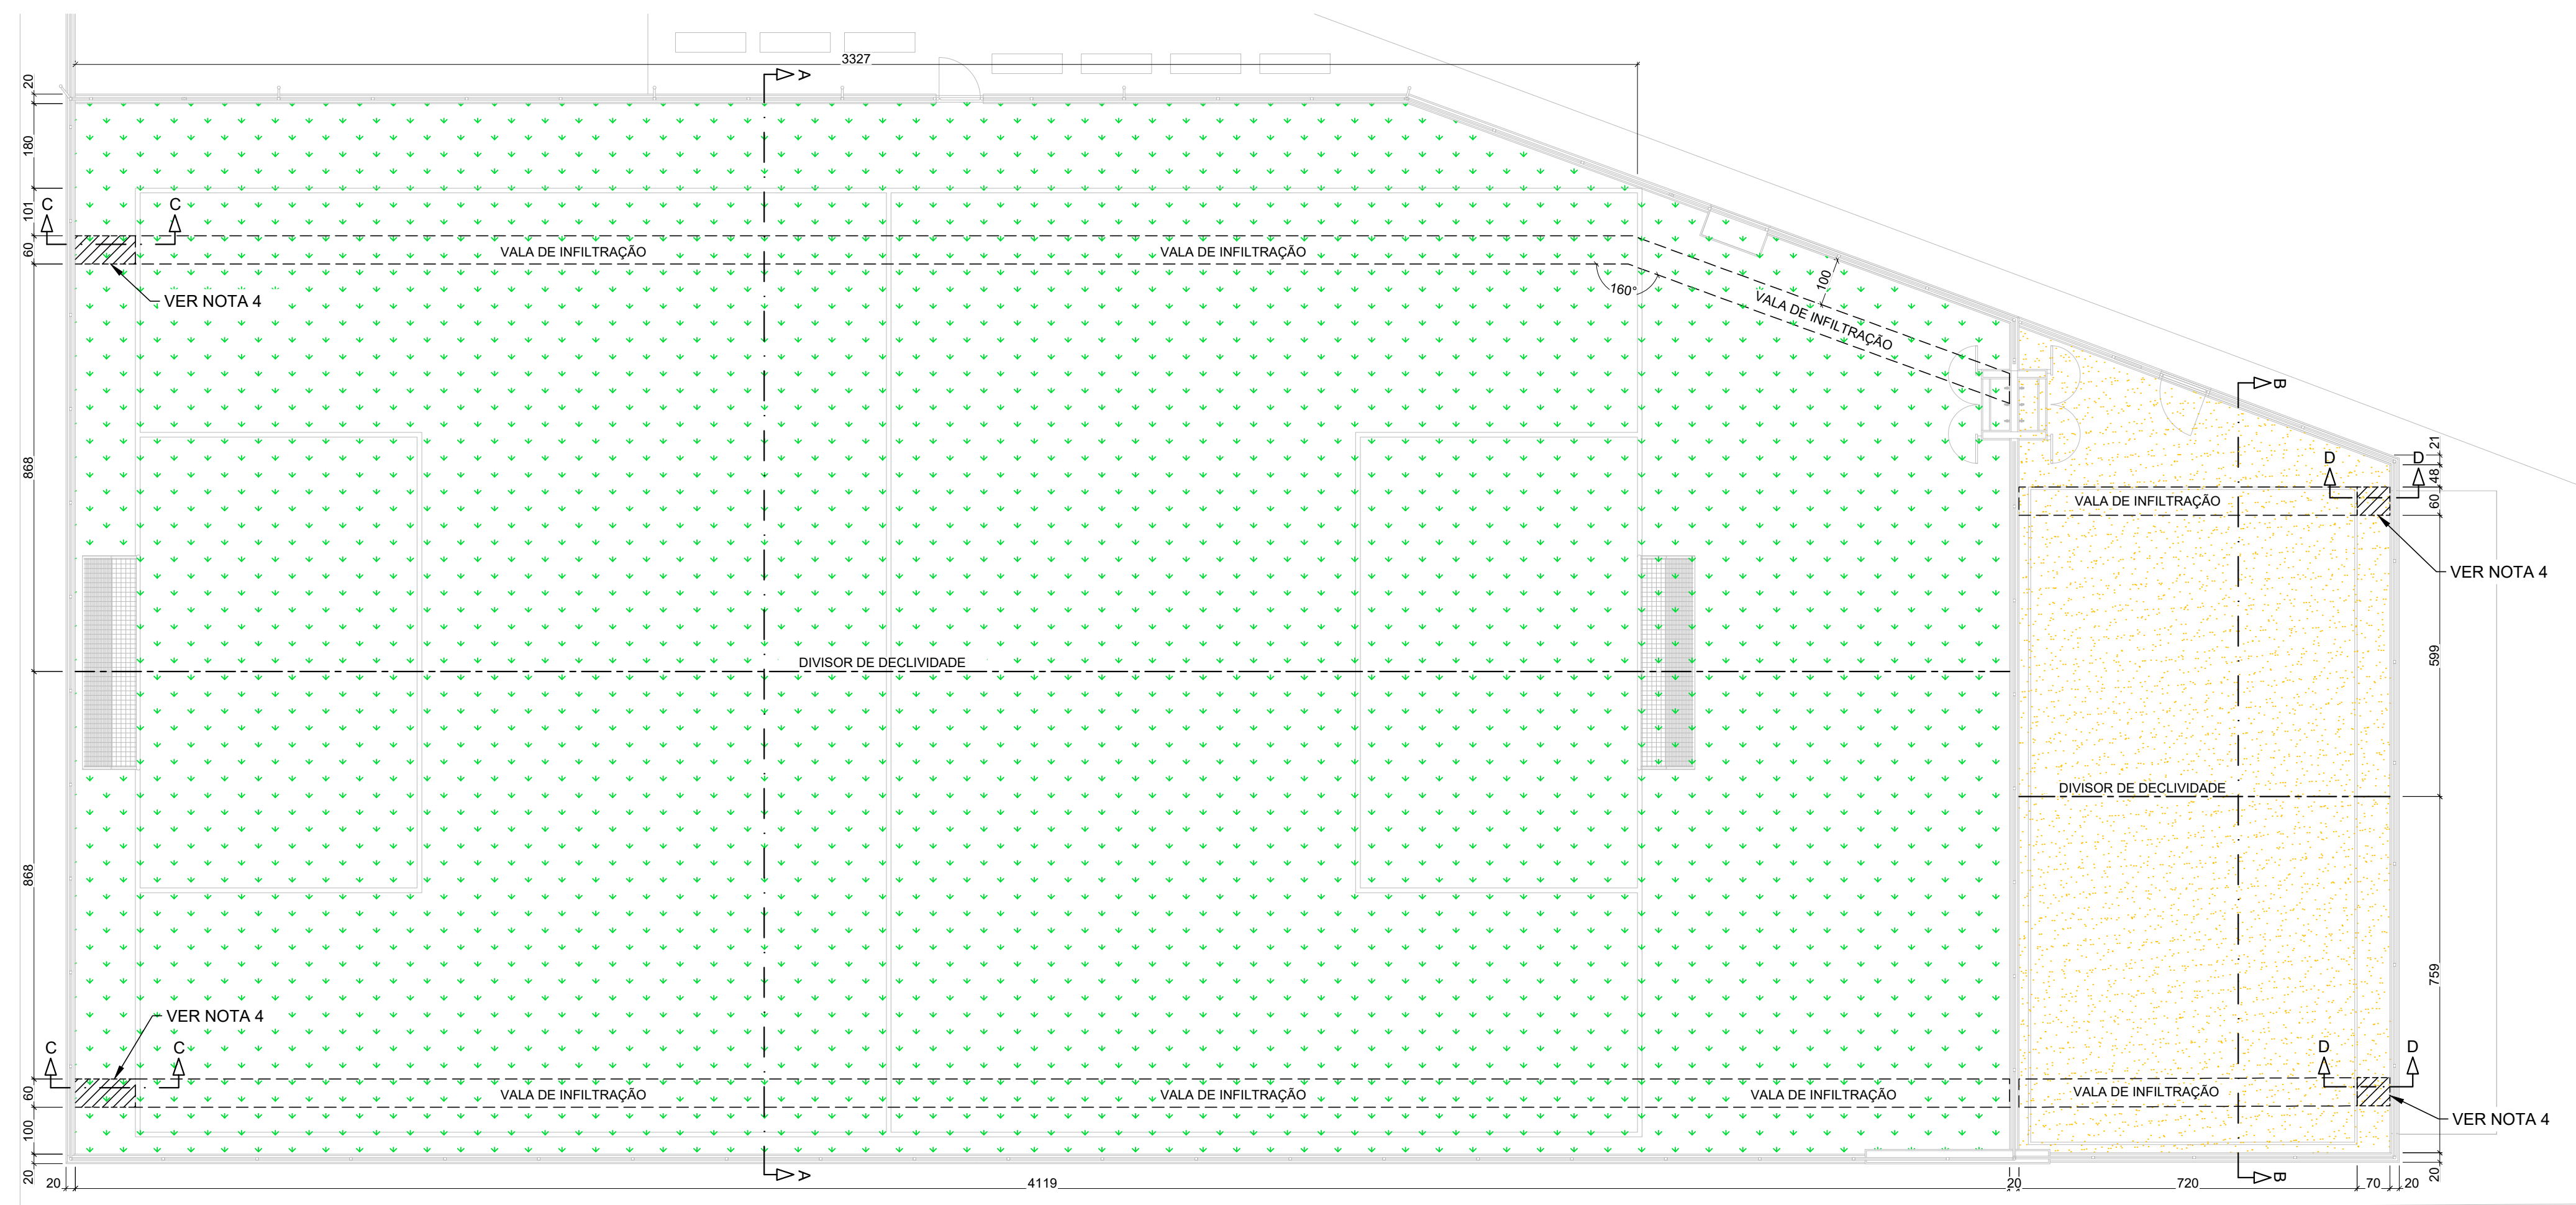 3327
A
20
180
101
60
868
868
60
100
20
C
C
VALA DE INFILTRAÇÃO
VALA DE INFILTRAÇÃO
VER NOTA 4
160°
100
VALA DE INFILTRAÇÃO
B
21
48
60
599
759
20
D
D
VALA DE INFILTRAÇÃO
VER NOTA 4
DIVISOR DE DECLIVIDADE
DIVISOR DE DECLIVIDADE
VER NOTA 4
C
C
D
D
VALA DE INFILTRAÇÃO
VALA DE INFILTRAÇÃO
VALA DE INFILTRAÇÃO
VALA DE INFILTRAÇÃO
VER NOTA 4
A
B
20
4119
20
720
70
20